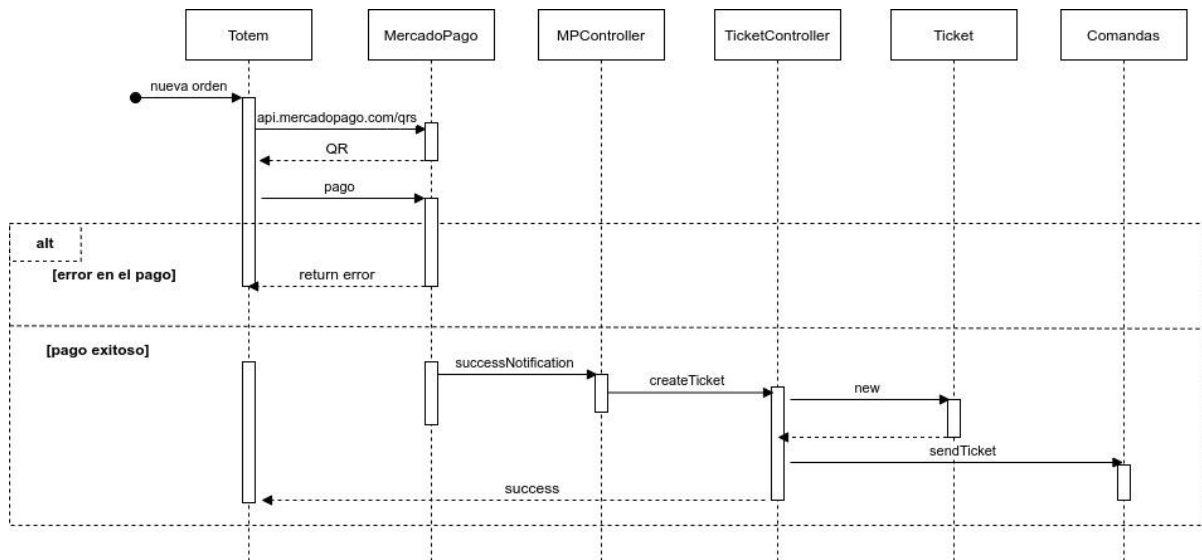 Totem
MercadoPago
MPController
TicketController
Ticket
Comandas
nueva orden
api.mercadopago.com/qrs
QR
pago
alt
[error en el pago]
return error
[pago exitoso]
successNotification
createTicket
new
sendTicket
success